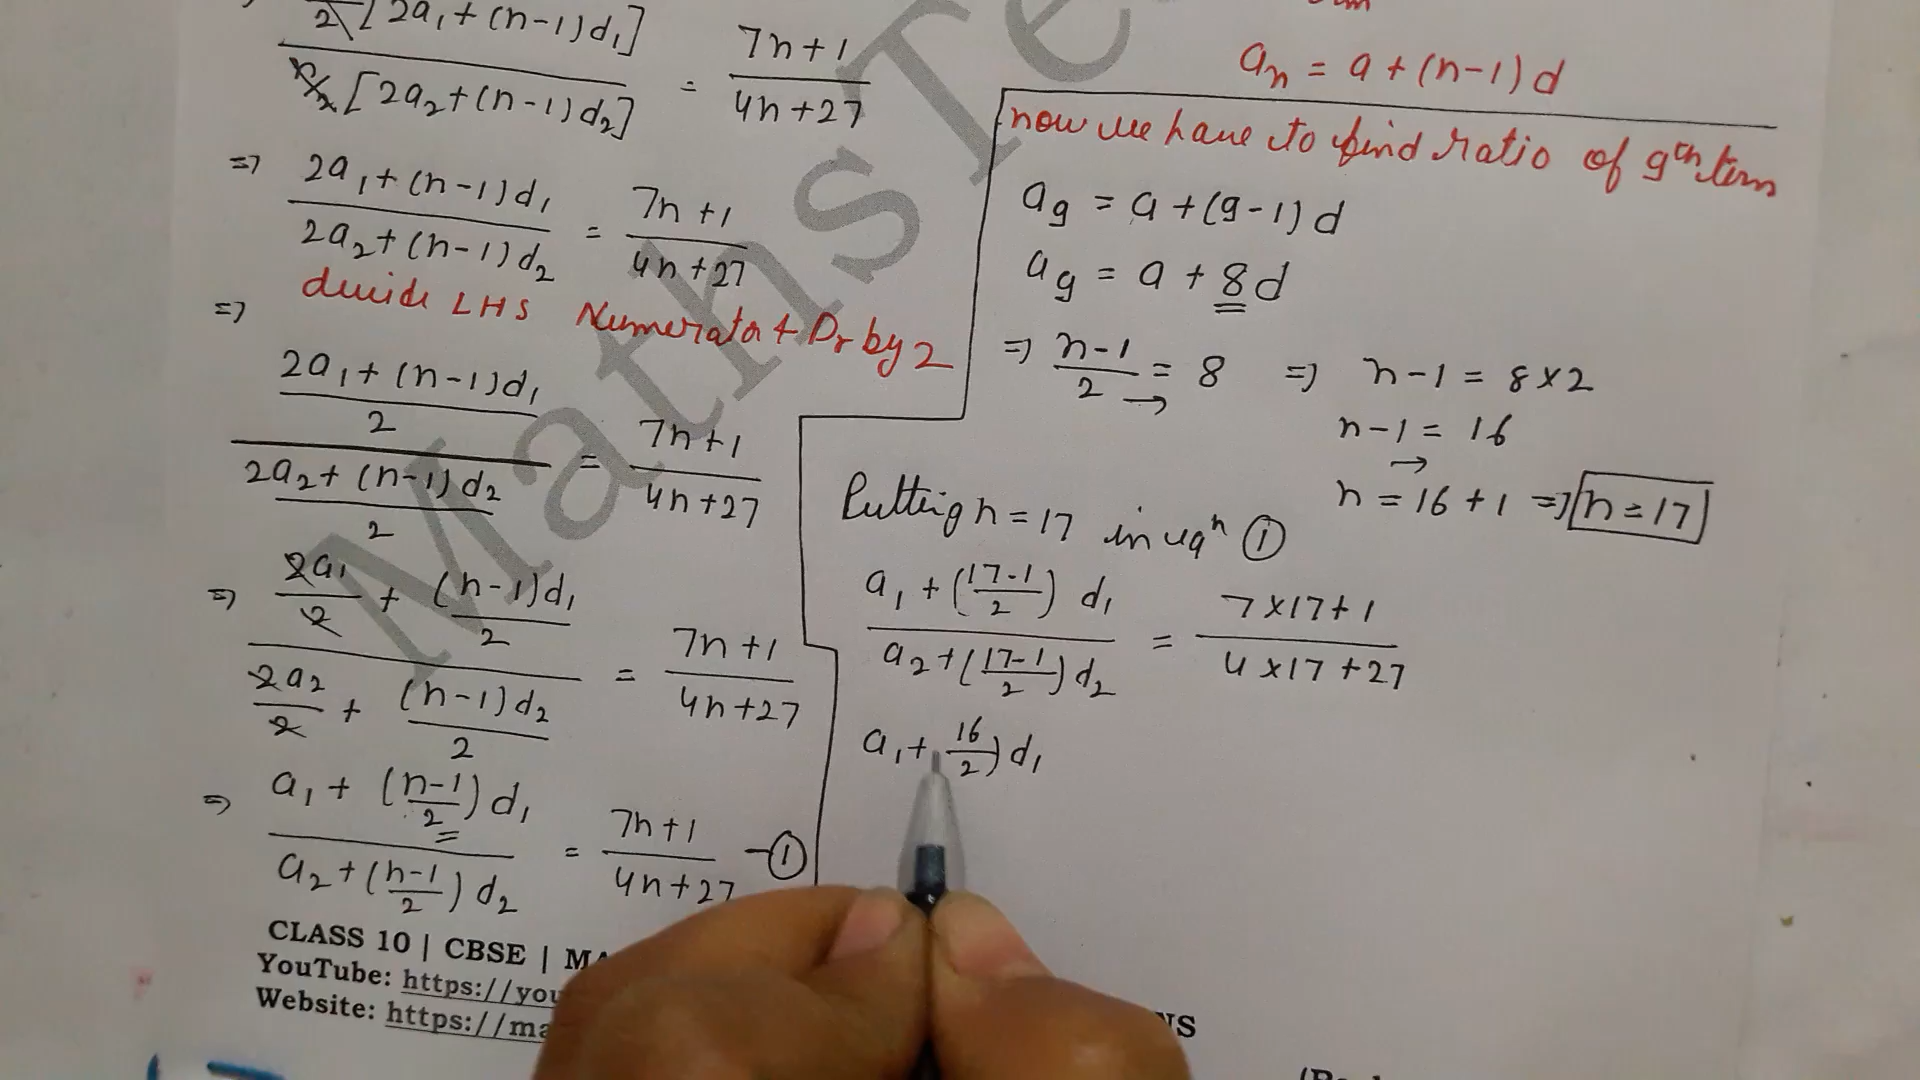 2 [2a₁ + (n-1)d₁]
n/2 [2a₂ + (n-1)d₂] = 7n+1 / 4n+27
=> 2a₁ + (n-1)d₁ / 2a₂ + (n-1)d₂ = 7n+1 / 4n+27
=> divide LHS Numerator & Dr by 2
2a₁ + (n-1)d₁ / 2
2a₂ + (n-1)d₂ / 2 = 7n+1 / 4n+27
=> 2a₁/2 + (n-1)d₁/2
2a₂/2 + (n-1)d₂/2 = 7n+1 / 4n+27
=> a₁ + (n-1/2)d₁
a₂ + (n-1/2)d₂ = 7n+1 / 4n+27 - ①
aₙ = a + (n-1)d
now we have to find ratio of 9th term
a₉ = a + (9-1)d
a₉ = a + 8d
=> n-1/2 = 8 => n-1 = 8×2
n-1 = 16
n = 16+1 => n = 17
Putting n = 17 in eqⁿ ①
a₁ + (17-1/2)d₁
a₂ + (17-1/2)d₂ = 7×17+1 / 4×17+27
a₁ + 16/2)d₁
CLASS 10 | CBSE |
YouTube: https://you
Website: https://ma